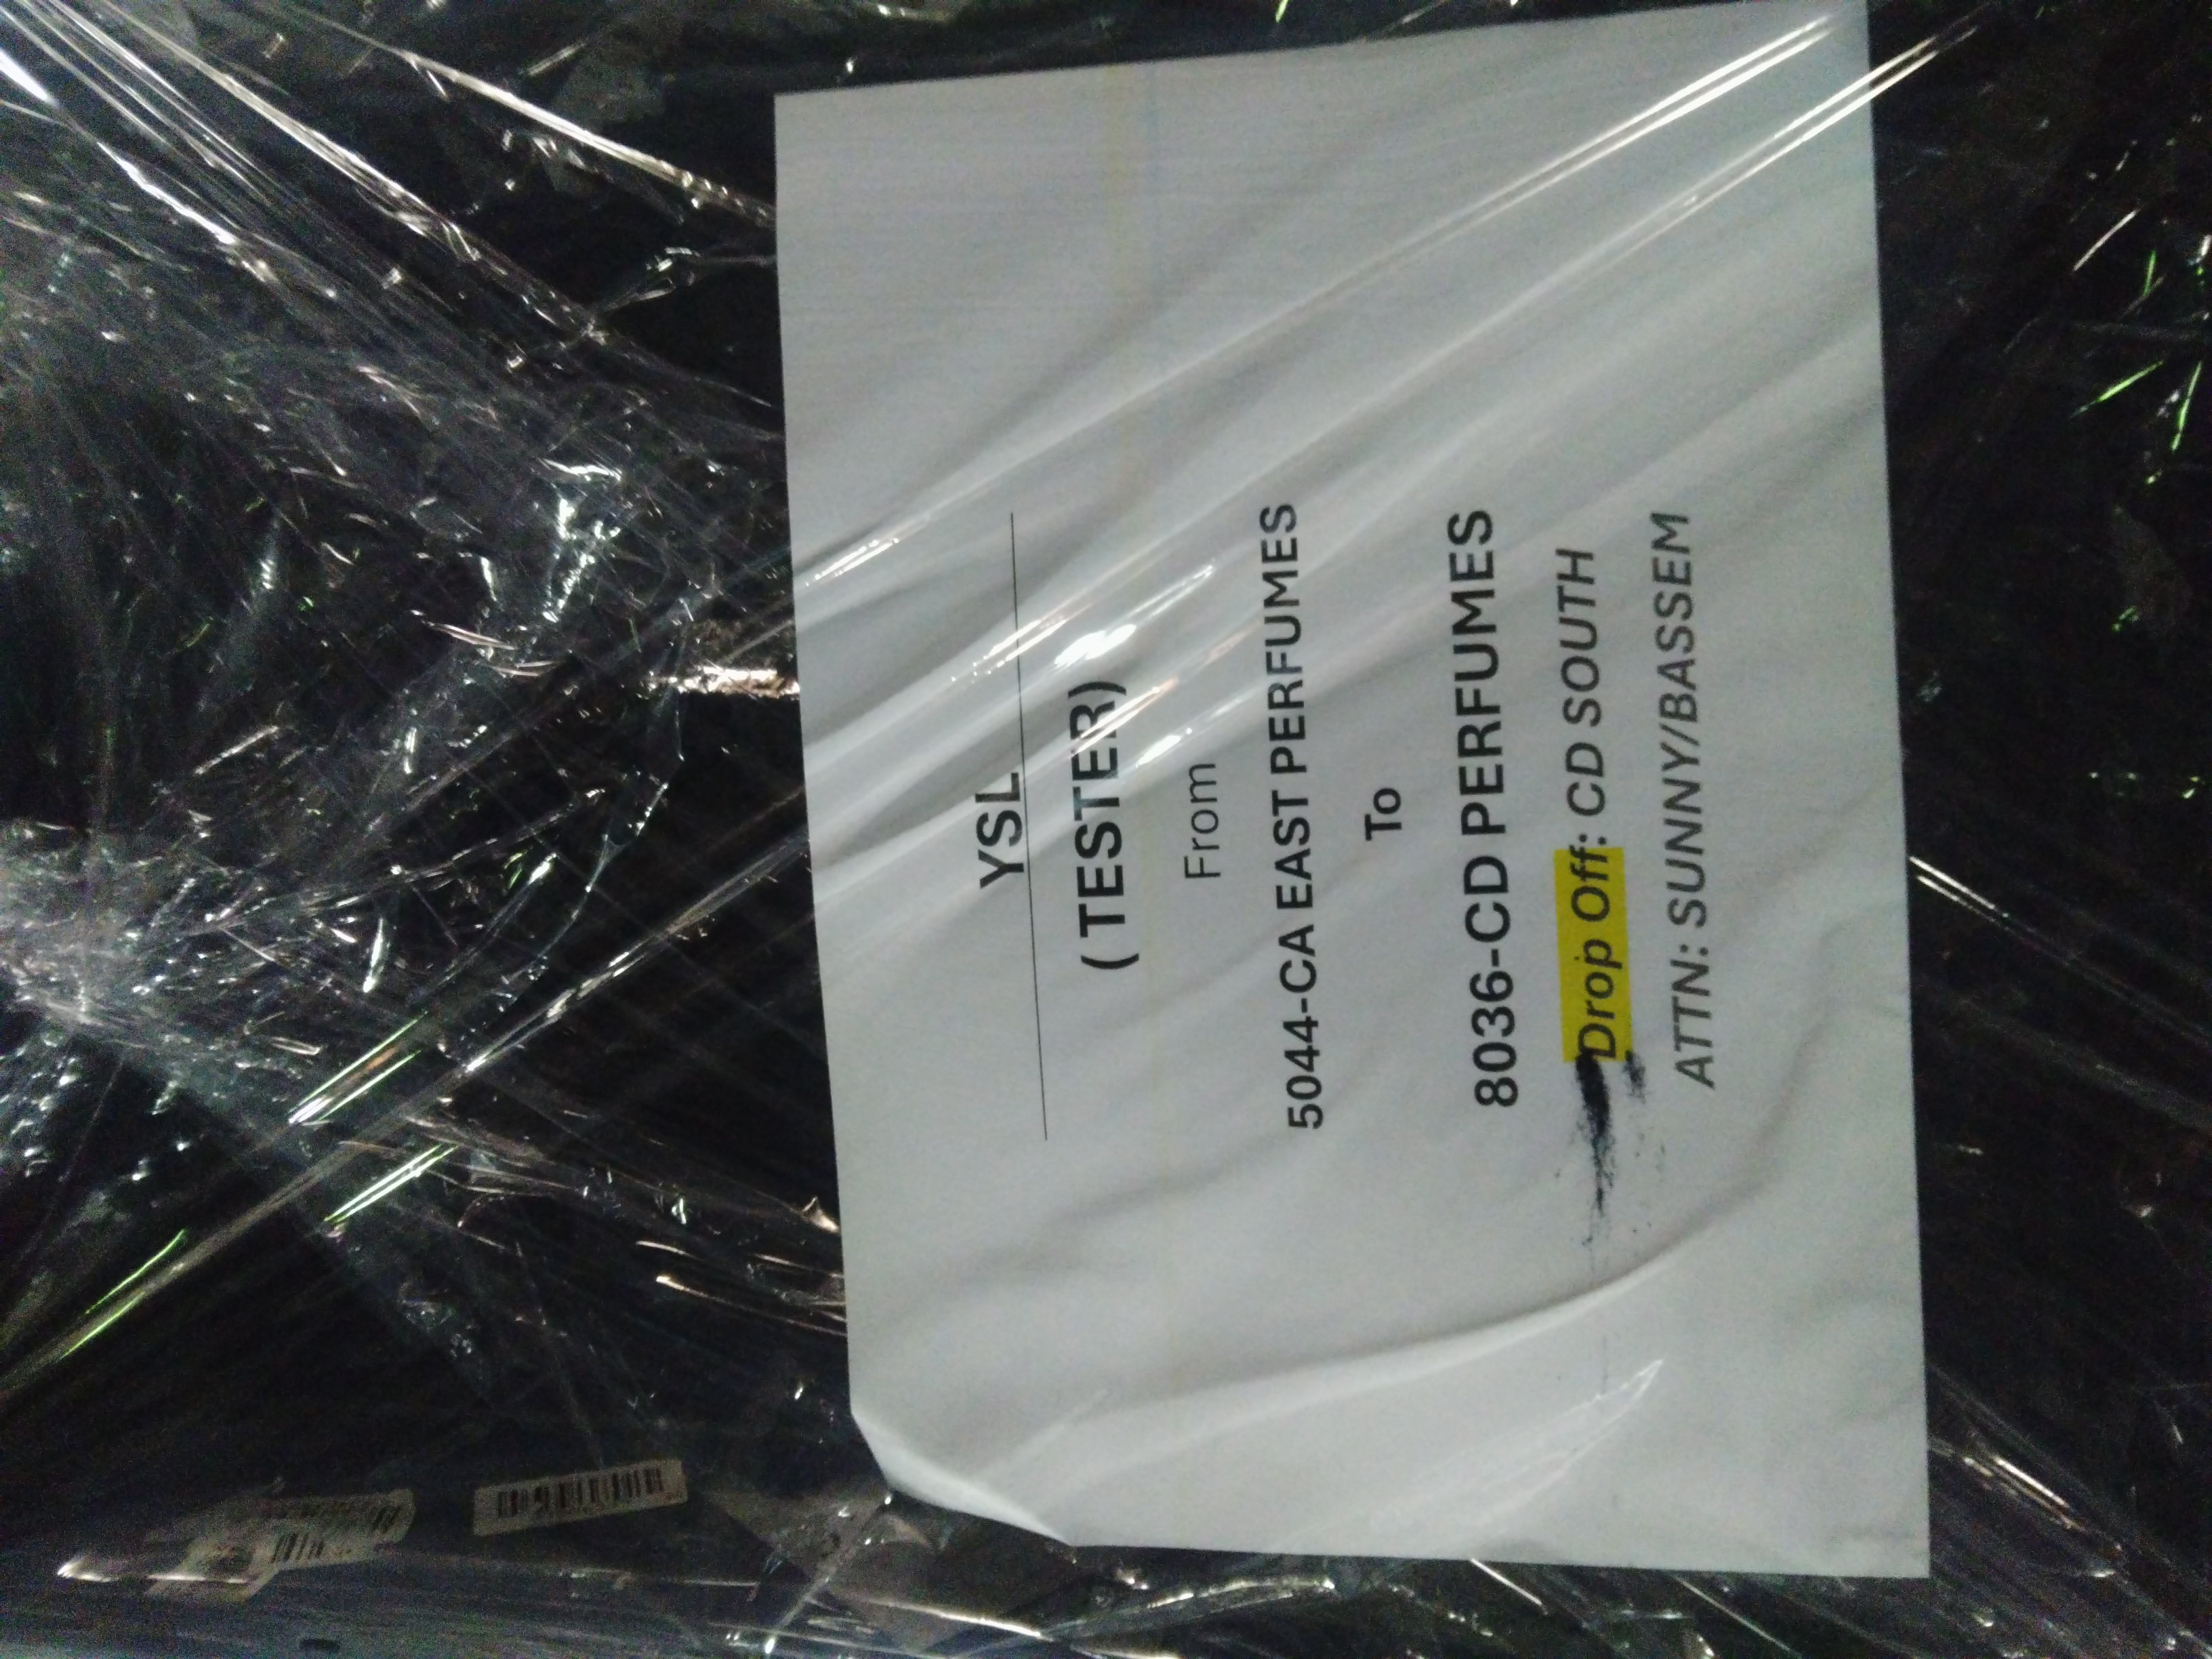 YSL
( TESTER)
From
5044-CA EAST PERFUMES
To
8036-CD PERFUMES
Drop Off: CD SOUTH
ATTN: SUNNY/BASSEM